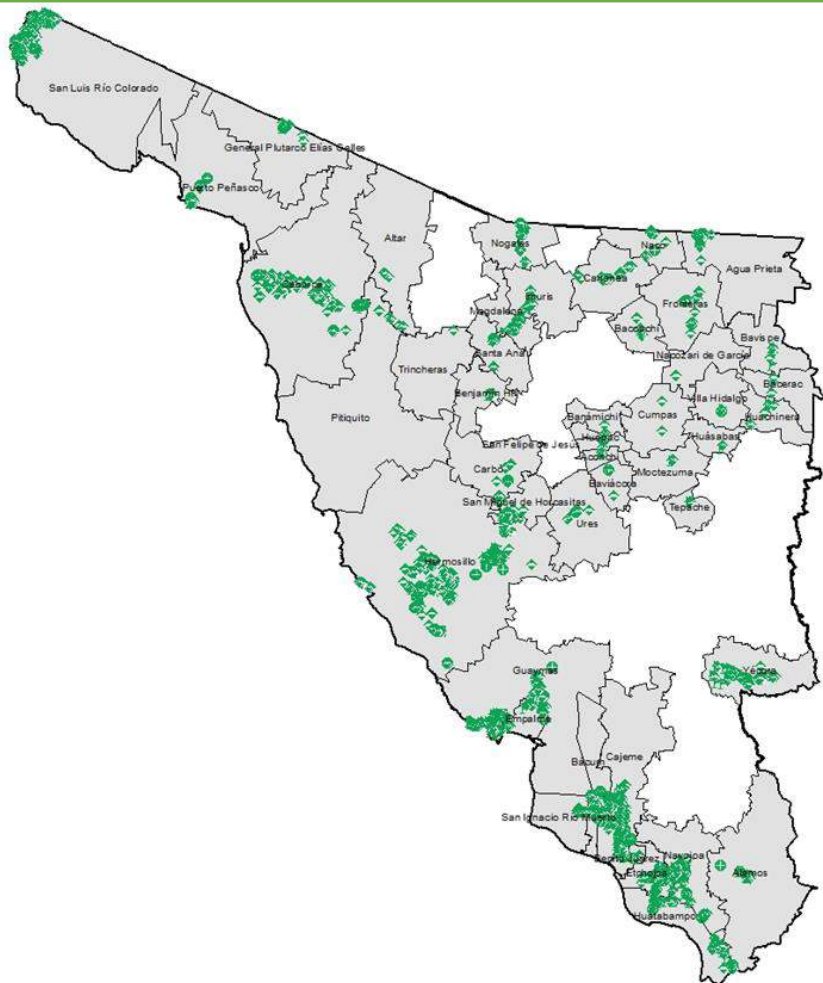 San Luis Río Colorado
General Plutarco Elías Calles
Puerto Peñasco
Altar
Nogales
Naco
Agua Prieta
Cananea
Caborca
Imuris
Magdalena
Fronteras
Bacoachi
Santa Ana
Nacozari de García
Bavispe
Trincheras
Bacerac
Benjamín Hill
Villa Hidalgo
Huachinera
Pitiquito
Banámichi
Cumpas
San Felipe de Jesús
Huépac
Huásabas
Aconchi
Carbó
Moctezuma
Baviácora
San Miguel de Horcasitas
Ures
Tepache
Hermosillo
Guaymas
Yécora
Empalme
Bácum
Cajeme
San Ignacio Río Muerto
Benito Juárez
Navojoa
Etchojoa
Álamos
Huatabampo